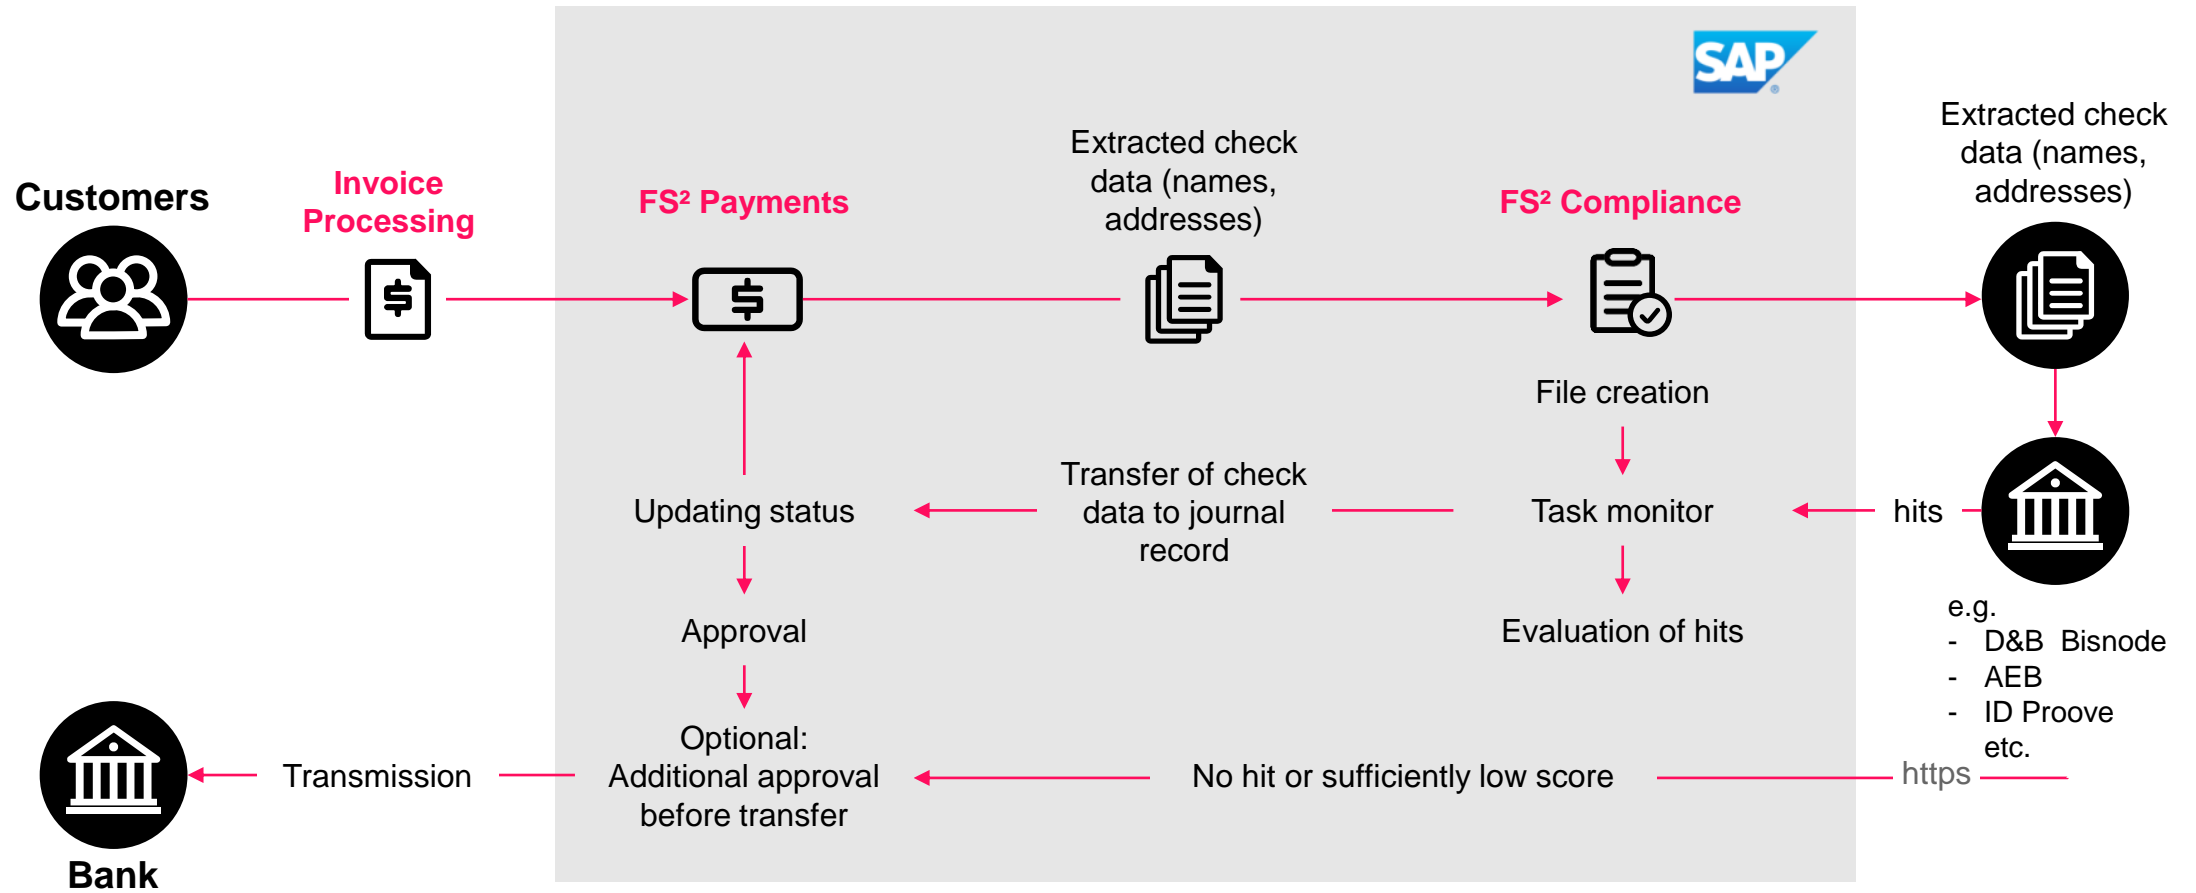 SAP
®
Customers
Invoice
Processing
FS² Payments
Extracted check
data (names,
addresses)
FS² Compliance
Extracted check
data (names,
addresses)
File creation
Updating status
Transfer of check
data to journal
record
Task monitor
hits
Approval
Evaluation of hits
e.g.
- D&B Bisnode
- AEB
- ID Proove
etc.
Optional:
Additional approval
before transfer
Transmission
No hit or sufficiently low score
https
Bank